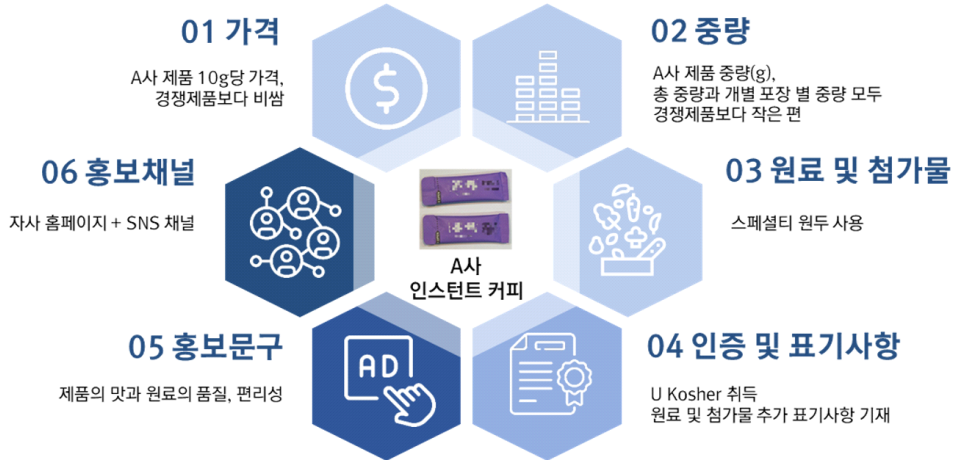 01 가격
A사 제품 10g당 가격,
경쟁제품보다 비쌈
02 중량
A사 제품 중량(g),
총 중량과 개별 포장 별 중량 모두
경쟁제품보다 작은 편
03 원료 및 첨가물
스페셜티 원두 사용
04 인증 및 표기사항
U Kosher 취득
원료 및 첨가물 추가 표기사항 기재
05 홍보문구
제품의 맛과 원료의 품질, 편리성
06 홍보채널
자사 홈페이지 + SNS 채널
A사
인스턴트 커피
$
AD